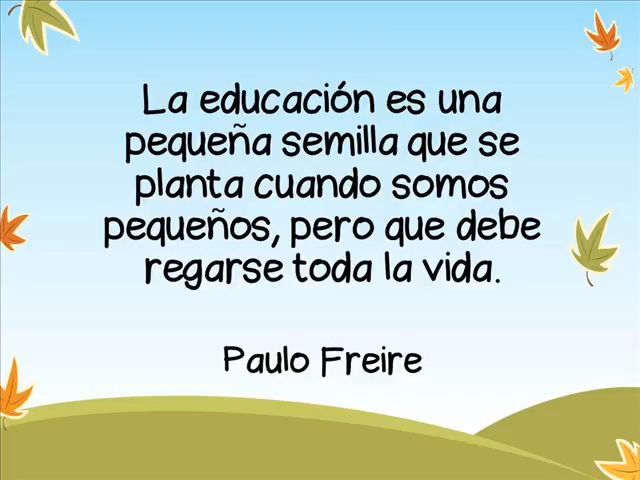 La educación es una
pequeña semilla que se
planta cuando somos
pequeños, pero que debe
regarse toda la vida.
Paulo Freire